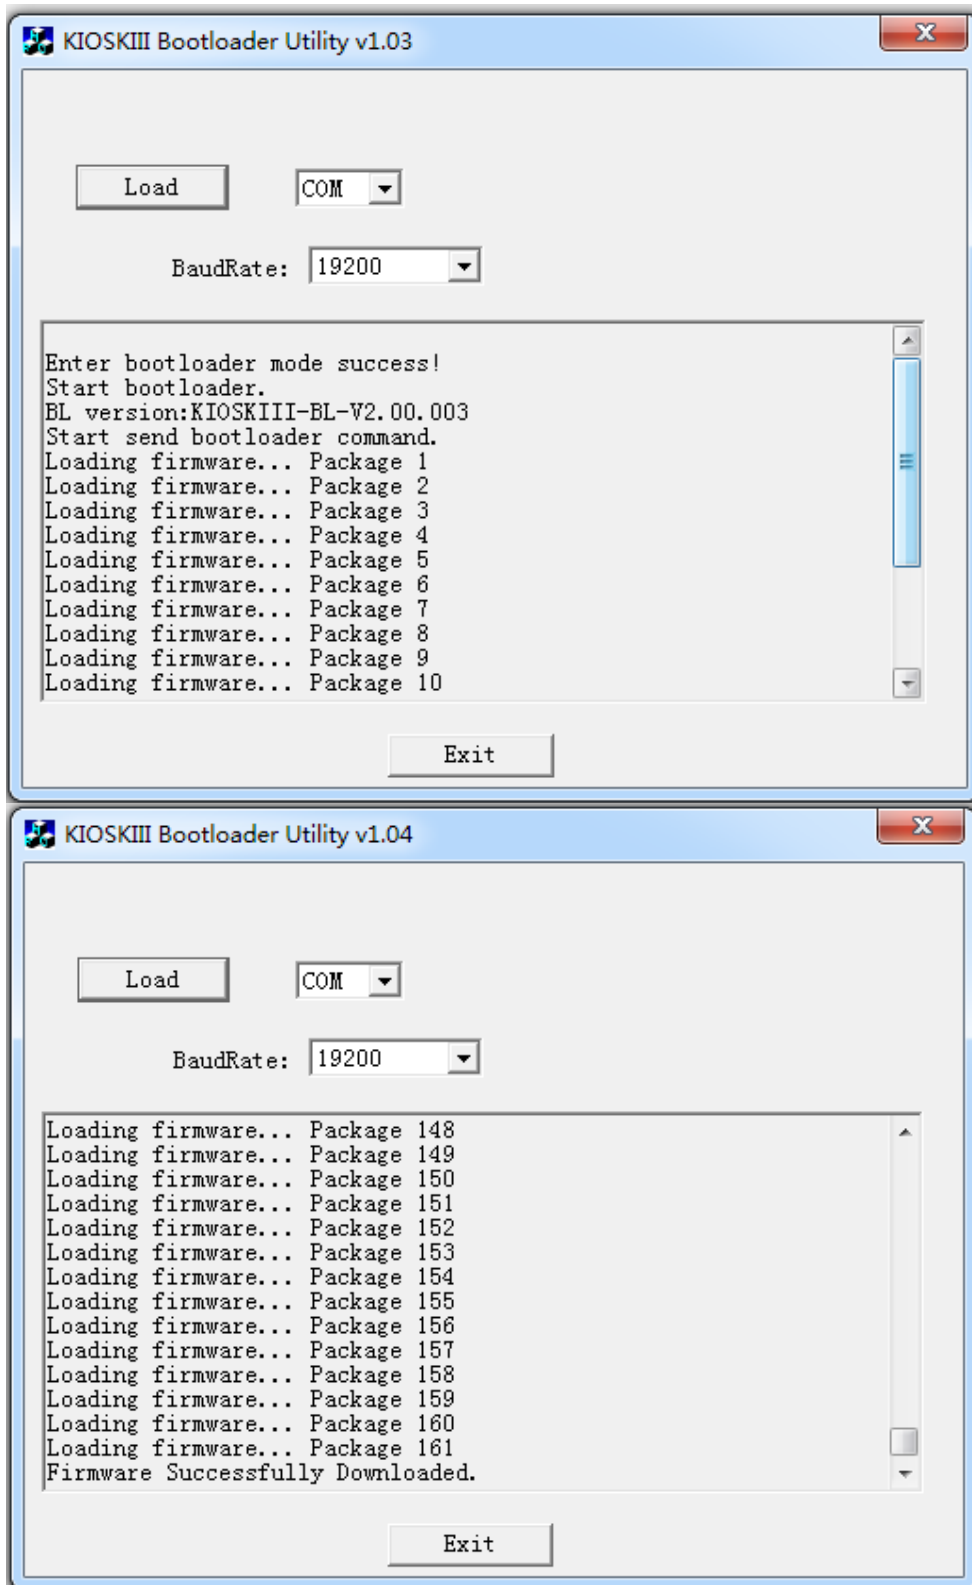 KIOSKIII Bootloader Utility v1.03
Load
COM
BaudRate: 19200
Enter bootloader mode success!
Start bootloader.
BL version:KIOSKIII-BL-V2.00.003
Start send bootloader command.
Loading firmware... Package 1
Loading firmware... Package 2
Loading firmware... Package 3
Loading firmware... Package 4
Loading firmware... Package 5
Loading firmware... Package 6
Loading firmware... Package 7
Loading firmware... Package 8
Loading firmware... Package 9
Loading firmware... Package 10
Exit
KIOSKIII Bootloader Utility v1.04
Load
COM
BaudRate: 19200
Loading firmware... Package 148
Loading firmware... Package 149
Loading firmware... Package 150
Loading firmware... Package 151
Loading firmware... Package 152
Loading firmware... Package 153
Loading firmware... Package 154
Loading firmware... Package 155
Loading firmware... Package 156
Loading firmware... Package 157
Loading firmware... Package 158
Loading firmware... Package 159
Loading firmware... Package 160
Loading firmware... Package 161
Firmware Successfully Downloaded.
Exit